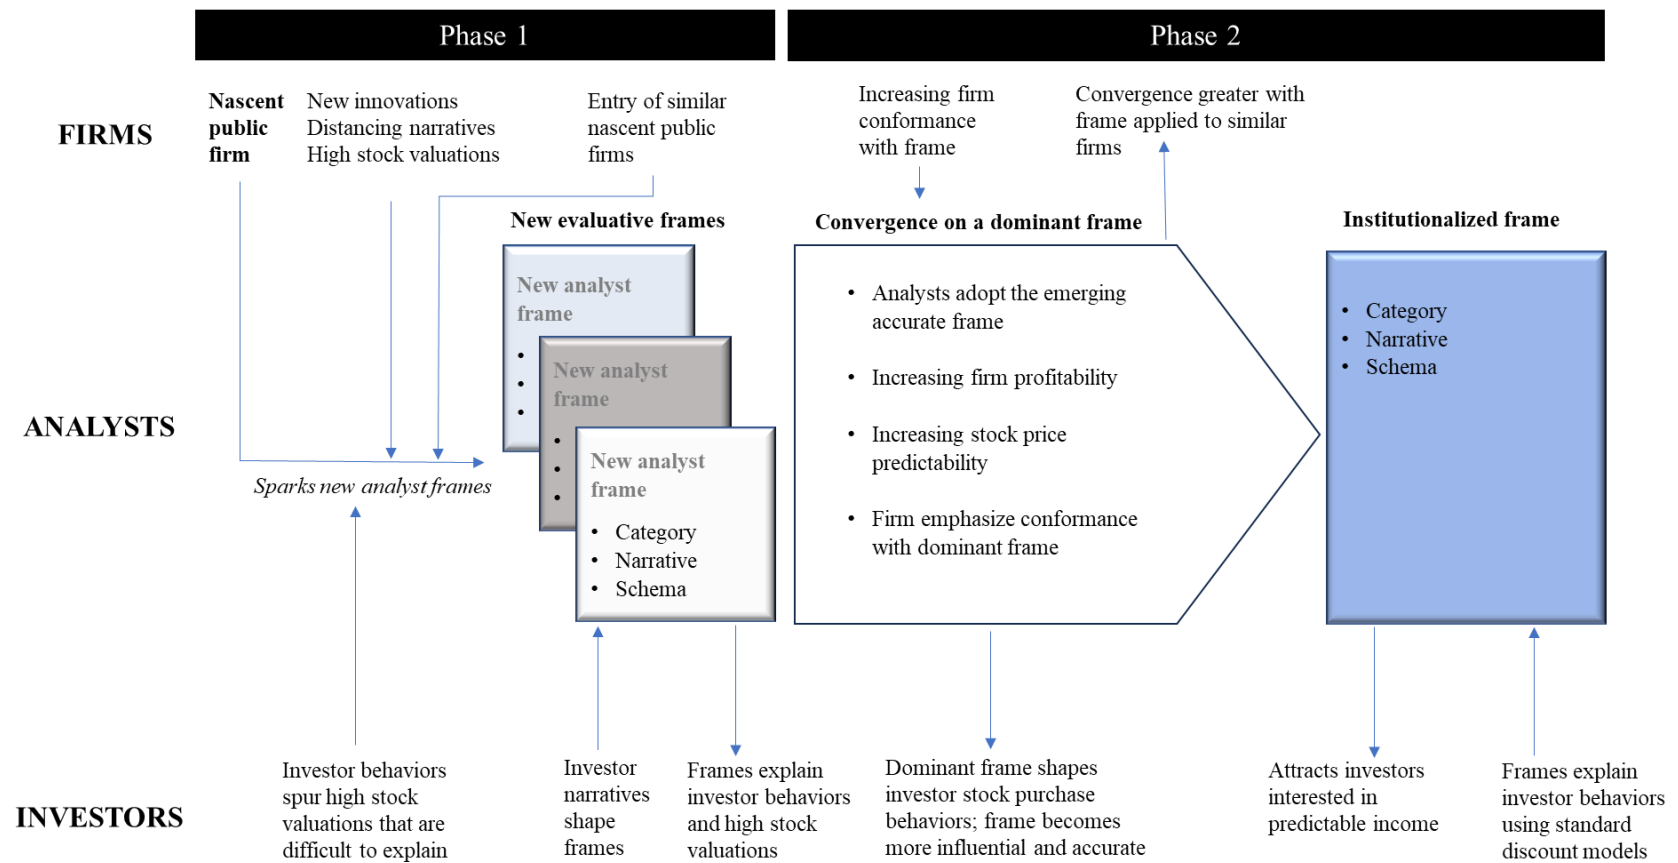 Phase 1
Phase 2
FIRMS
Nascent
public
firm
New innovations
Distancing narratives
High stock valuations
Entry of similar
nascent public
firms
Increasing firm
conformance
with frame
Convergence greater with
frame applied to similar
firms
New evaluative frames
Convergence on a dominant frame
Institutionalized frame
ANALYSTS
Sparks new analyst frames
New analyst
frame
•
•
•
New analyst
frame
•
•
•
New analyst
frame
• Category
• Narrative
• Schema
• Analysts adopt the emerging
accurate frame
• Increasing firm profitability
• Increasing stock price
predictability
• Firm emphasize conformance
with dominant frame
• Category
• Narrative
• Schema
INVESTORS
Investor behaviors
spur high stock
valuations that are
difficult to explain
Investor
narratives
shape
frames
Frames explain
investor behaviors
and high stock
valuations
Dominant frame shapes
investor stock purchase
behaviors; frame becomes
more influential and accurate
Attracts investors
interested in
predictable income
Frames explain
investor behaviors
using standard
discount models